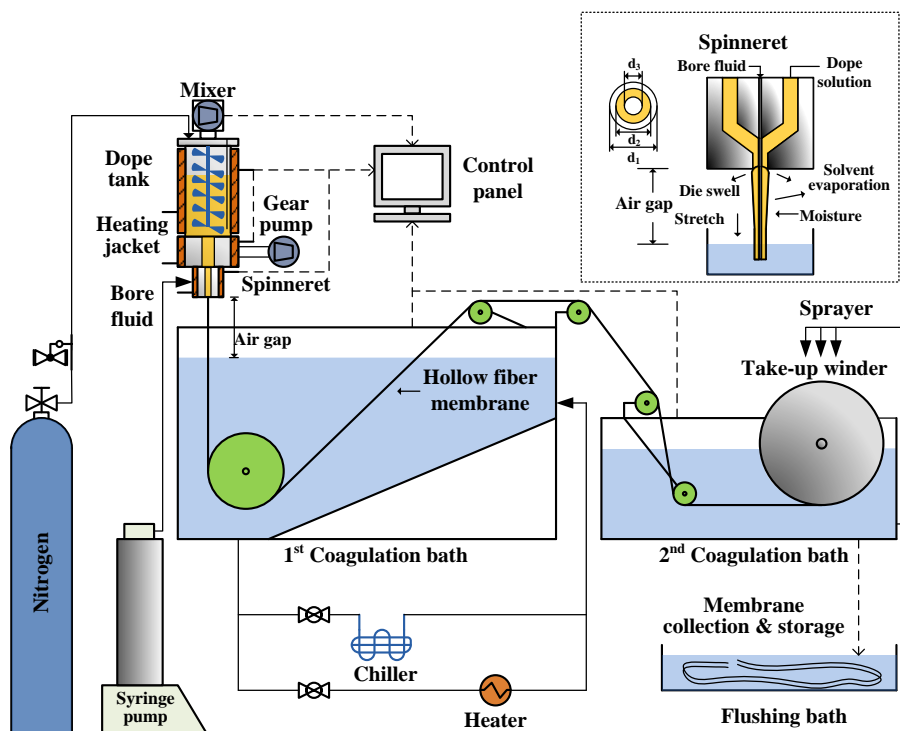 Spinneret
Bore fluid
Dope
solution
d3
d2
d1
Die swell
Solvent
evaporation
Air gap
Stretch
Moisture
Mixer
Dope
tank
Control
panel
Heating
jacket
Gear
pump
Spinneret
Bore
fluid
Air gap
Hollow fiber
membrane
Sprayer
Take-up winder
1st Coagulation bath
2nd Coagulation bath
Nitrogen
Chiller
Membrane
collection & storage
Syringe
pump
Heater
Flushing bath